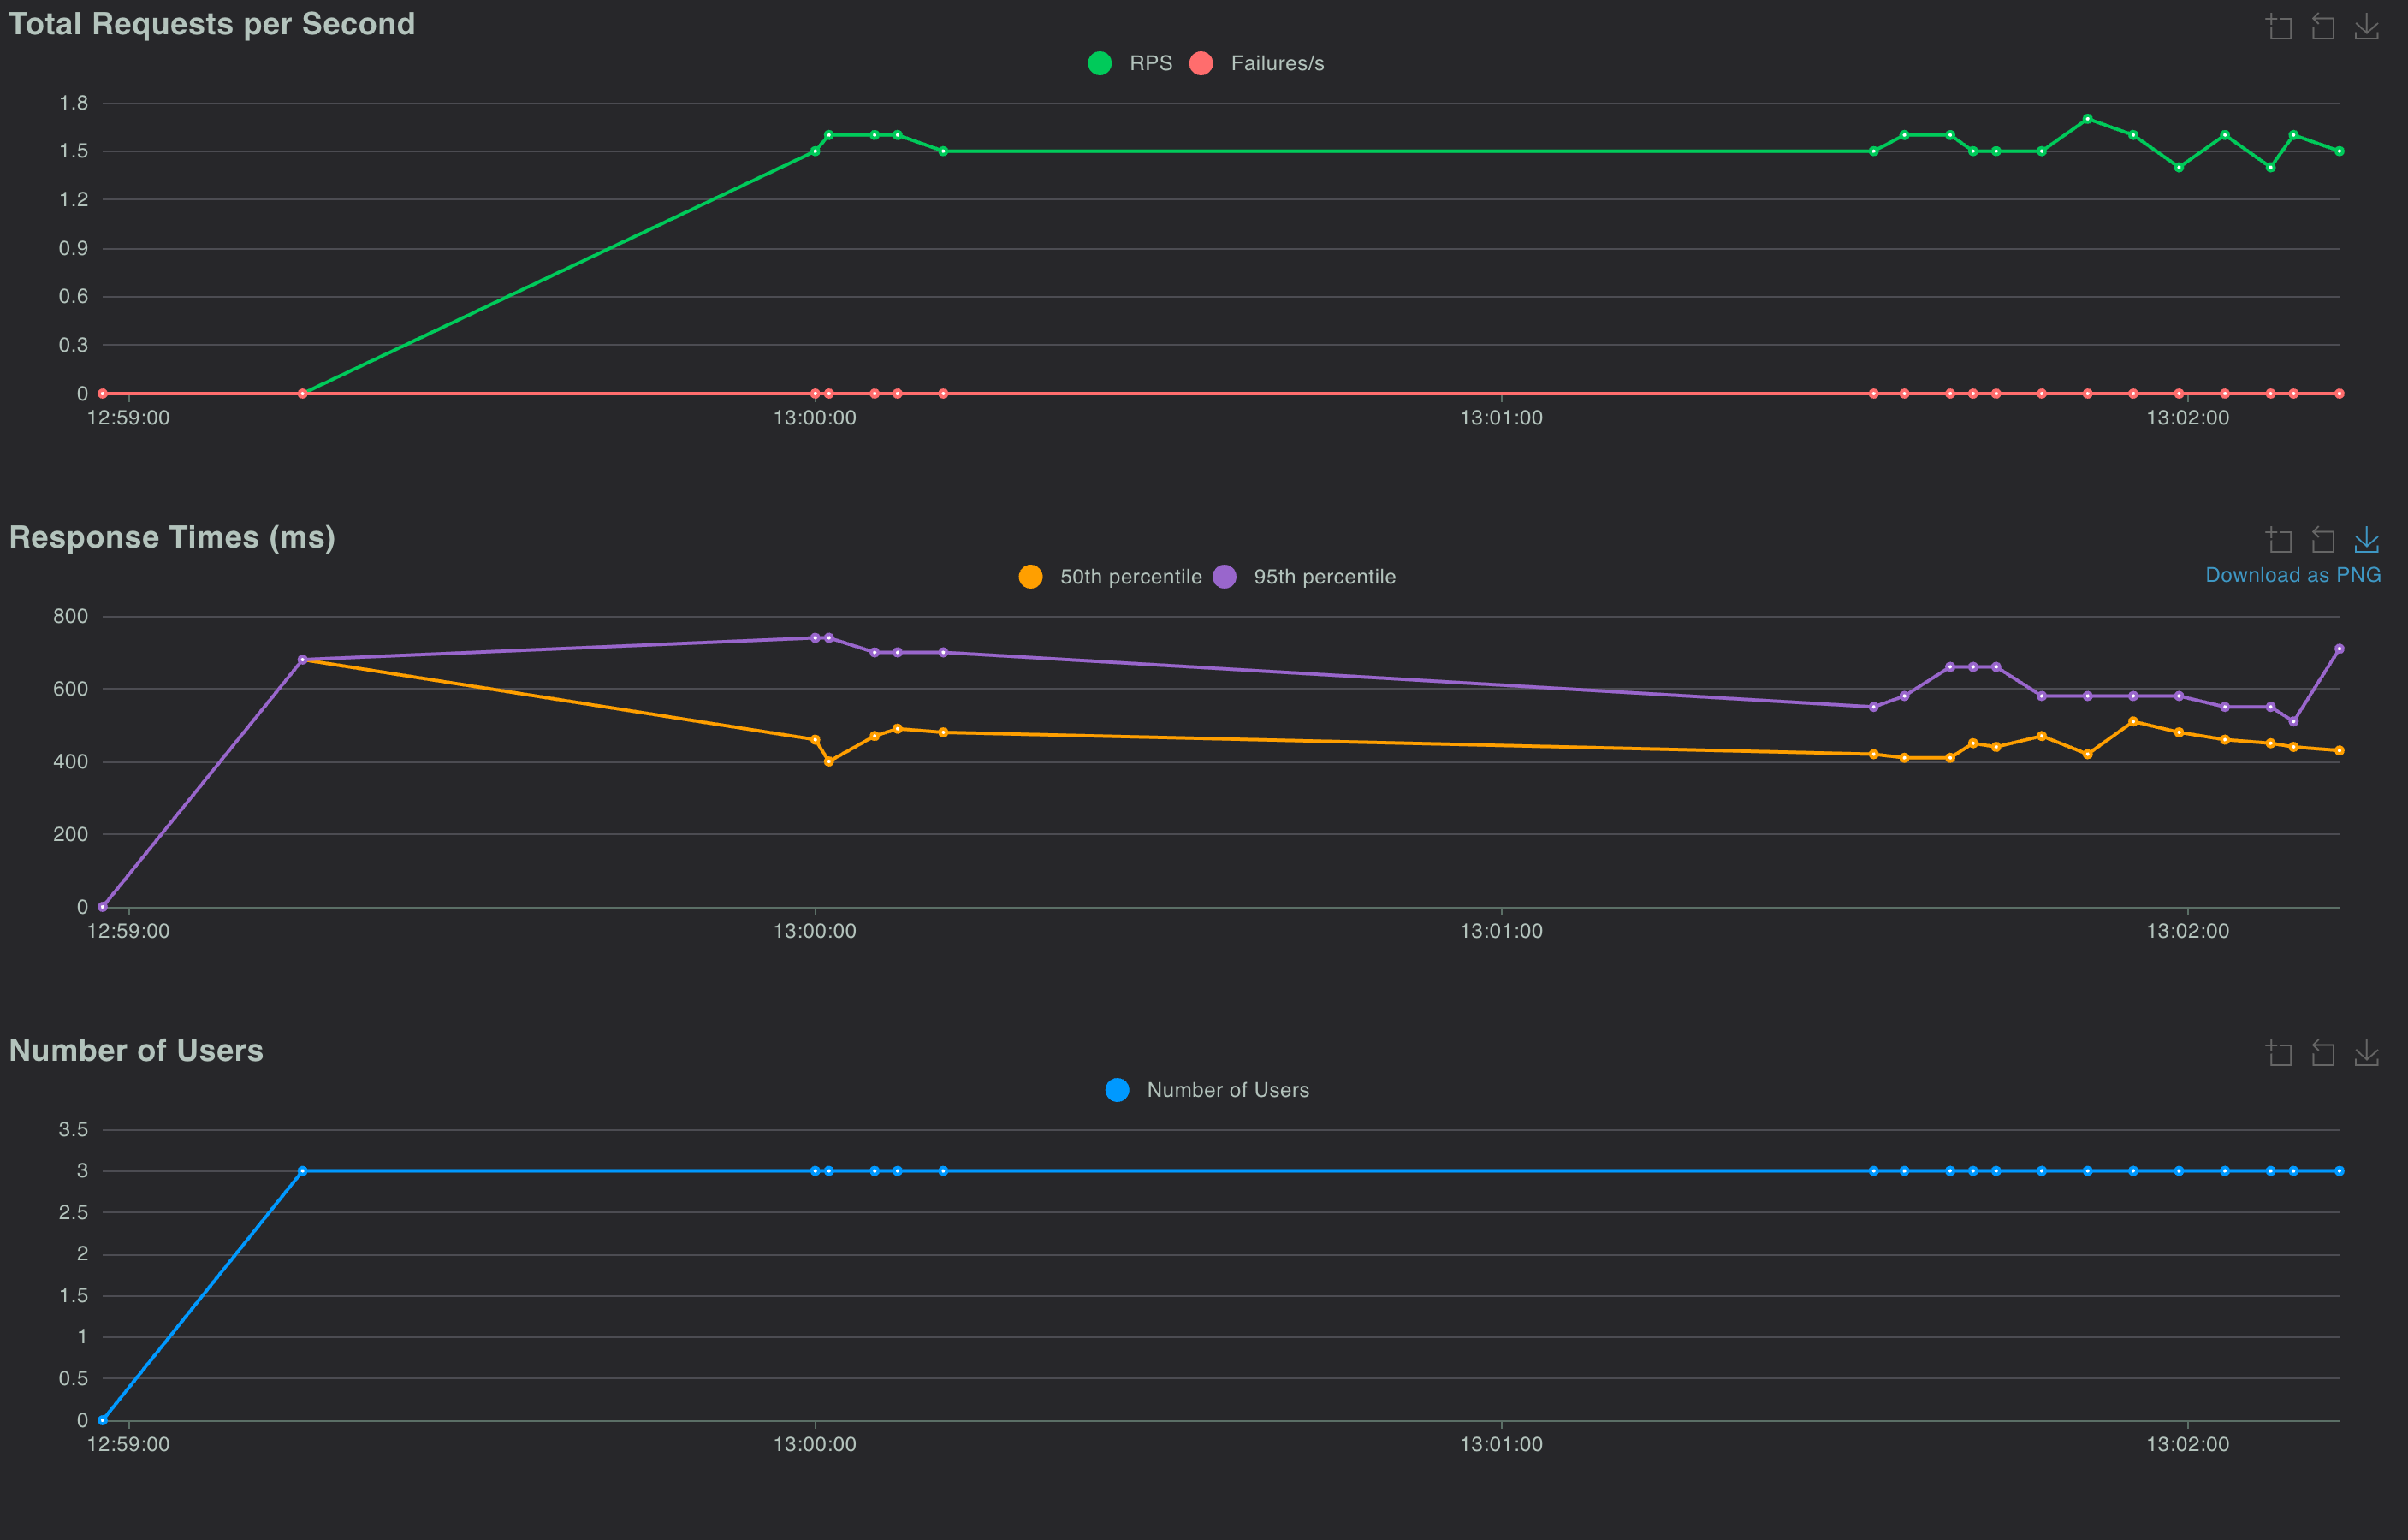 Total Requests per Second
RPS Failures/s
1.8
1.5
1.2
0.9
0.6
0.3
0
12:59:00 13:00:00 13:01:00 13:02:00
Response Times (ms)
Download as PNG
50th percentile 95th percentile
800
600
400
200
0
12:59:00 13:00:00 13:01:00 13:02:00
Number of Users
Number of Users
3.5
3
2.5
2
1.5
1
0.5
0
12:59:00 13:00:00 13:01:00 13:02:00